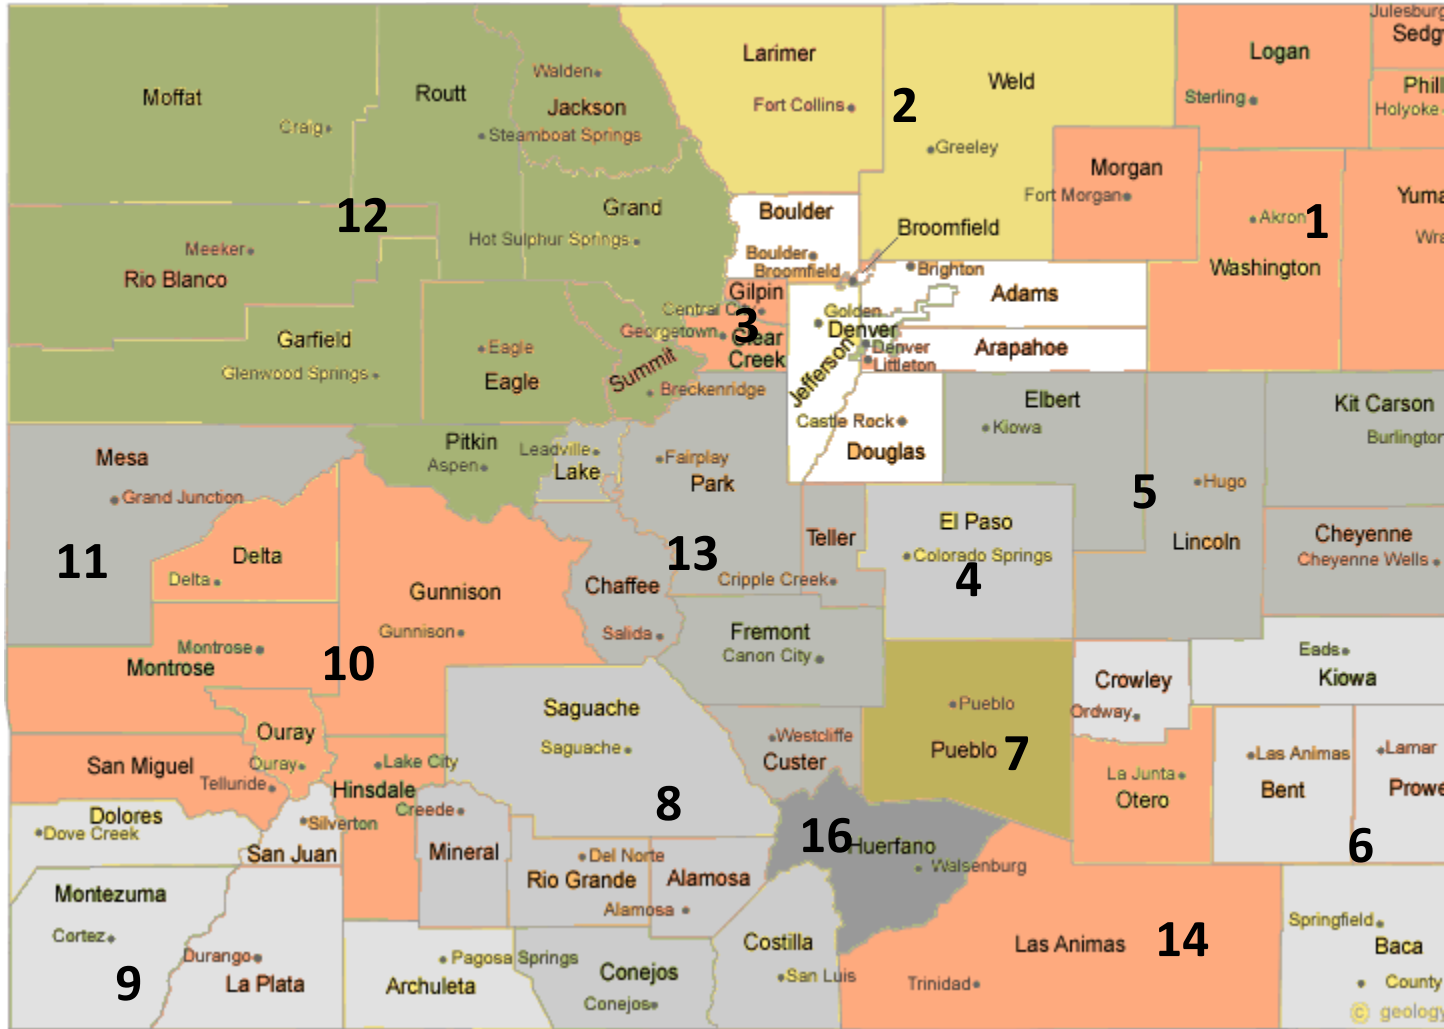 Julesburg
Sedgw
Larimer
Logan
Weld
Moffat
Routt
Walden
Phill
Jackson
Fort Collins
2
Sterling
Holyoke
Craig
Steamboat Springs
Greeley
Morgan
Fort Morgan
Yuma
12
Grand
Boulder
Akron
1
Broomfield
Hot Sulphur Springs
Wra
Meeker
Boulder
Rio Blanco
Broomfield
Brighton
Washington
Gilpin
Adams
Central City
Golden
3
Georgetown
Clear
Creek
Denver
Garfield
Eagle
Denver
Arapahoe
Jefferson
Littleton
Glenwood Springs
Eagle
Summit
Breckenridge
Elbert
Kit Carson
Castle Rock
Kiowa
Burlington
Pitkin
Leadville
Douglas
Mesa
Aspen
Lake
Fairplay
Park
Grand Junction
5
Hugo
El Paso
Teller
Cheyenne
Lincoln
11
Delta
13
Colorado Springs
Cheyenne Wells
Delta
4
Gunnison
Chaffee
Cripple Creek
Gunnison
Salida
Fremont
Montrose
Canon City
Eads
10
Montrose
Kiowa
Crowley
Saguache
Pueblo
Ordway
Ouray
Westcliffe
Saguache
Pueblo
7
Las Animas
Lamar
San Miguel
Ouray
Lake City
Custer
La Junta
Telluride
Hinsdale
Bent
Prowe
8
Otero
Dolores
Creede
Dove Creek
Silverton
16
Huerfano
6
San Juan
Mineral
Del Norte
Walsenburg
Rio Grande
Alamosa
Montezuma
Alamosa
Springfield
Cortez
Costilla
Las Animas
14
Baca
Durango
Pagosa Springs
Conejos
9
La Plata
Archuleta
San Luis
Trinidad
County
Conejos
© geology